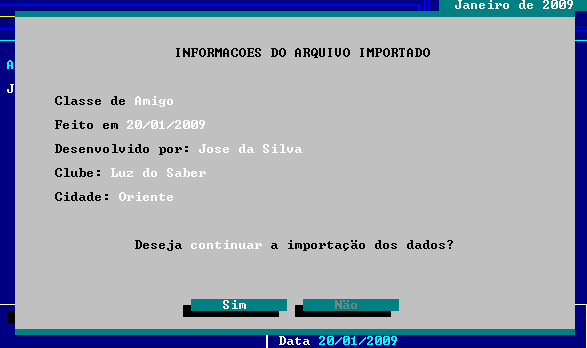 Janeiro de 2009
INFORMACOES DO ARQUIVO IMPORTADO
A
J
Classe de Amigo
Feito em 20/01/2009
Desenvolvido por: Jose da Silva
Clube: Luz do Saber
Cidade: Oriente
Deseja continuar a importação dos dados?
Sim Não
Data 20/01/2009